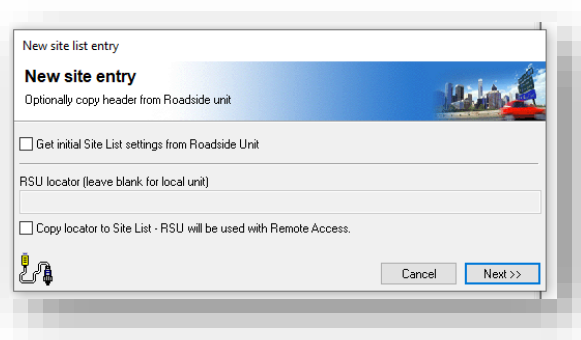 New site list entry
New site entry
Optionally copy header from Roadside unit
Get initial Site List settings from Roadside Unit
RSU locator (leave blank for local unit)
Copy locator to Site List - RSU will be used with Remote Access.
Cancel
Next >>